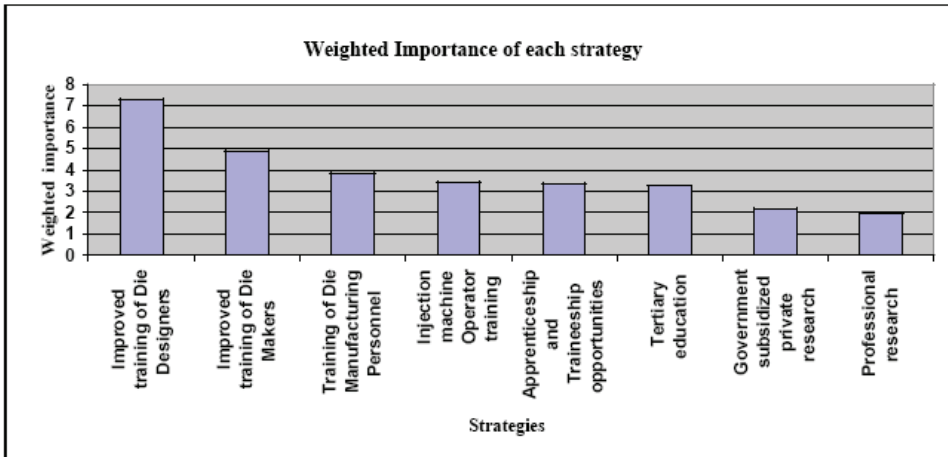 Weighted Importance of each strategy
Weighted importance
8
7
6
5
4
3
2
1
0
Improved
training of Die
Designers
Improved
training of Die
Makers
Training of Die
Manufacturing
Personnel
Injection
machine
Operator
training
Apprenticeship
and
Traineeship
opportunities
Tertiary
education
Government
subsidized
private
research
Professional
research
Strategies